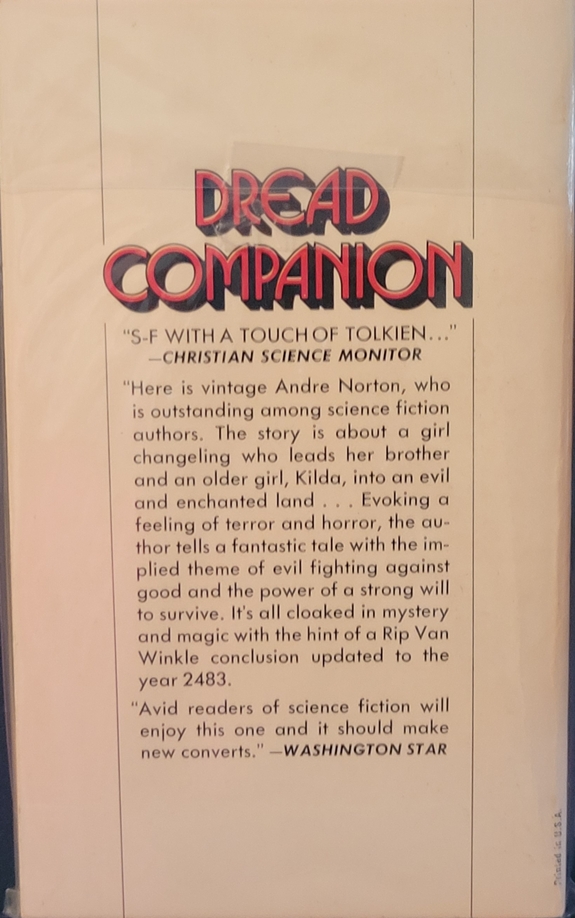 DREAD
COMPANION
"S-F WITH A TOUCH OF TOLKIEN..."
—CHRISTIAN SCIENCE MONITOR
"Here is vintage Andre Norton, who
is outstanding among science fiction
authors. The story is about a girl
changeling who leads her brother
and an older girl, Kilda, into an evil
and enchanted land . . . Evoking a
feeling of terror and horror, the au-
thor tells a fantastic tale with the im-
plied theme of evil fighting against
good and the power of a strong will
to survive. It's all cloaked in mystery
and magic with the hint of a Rip Van
Winkle conclusion updated to the
year 2483.
"Avid readers of science fiction will
enjoy this one and it should make
new converts." —WASHINGTON STAR
Printed in U.S.A.